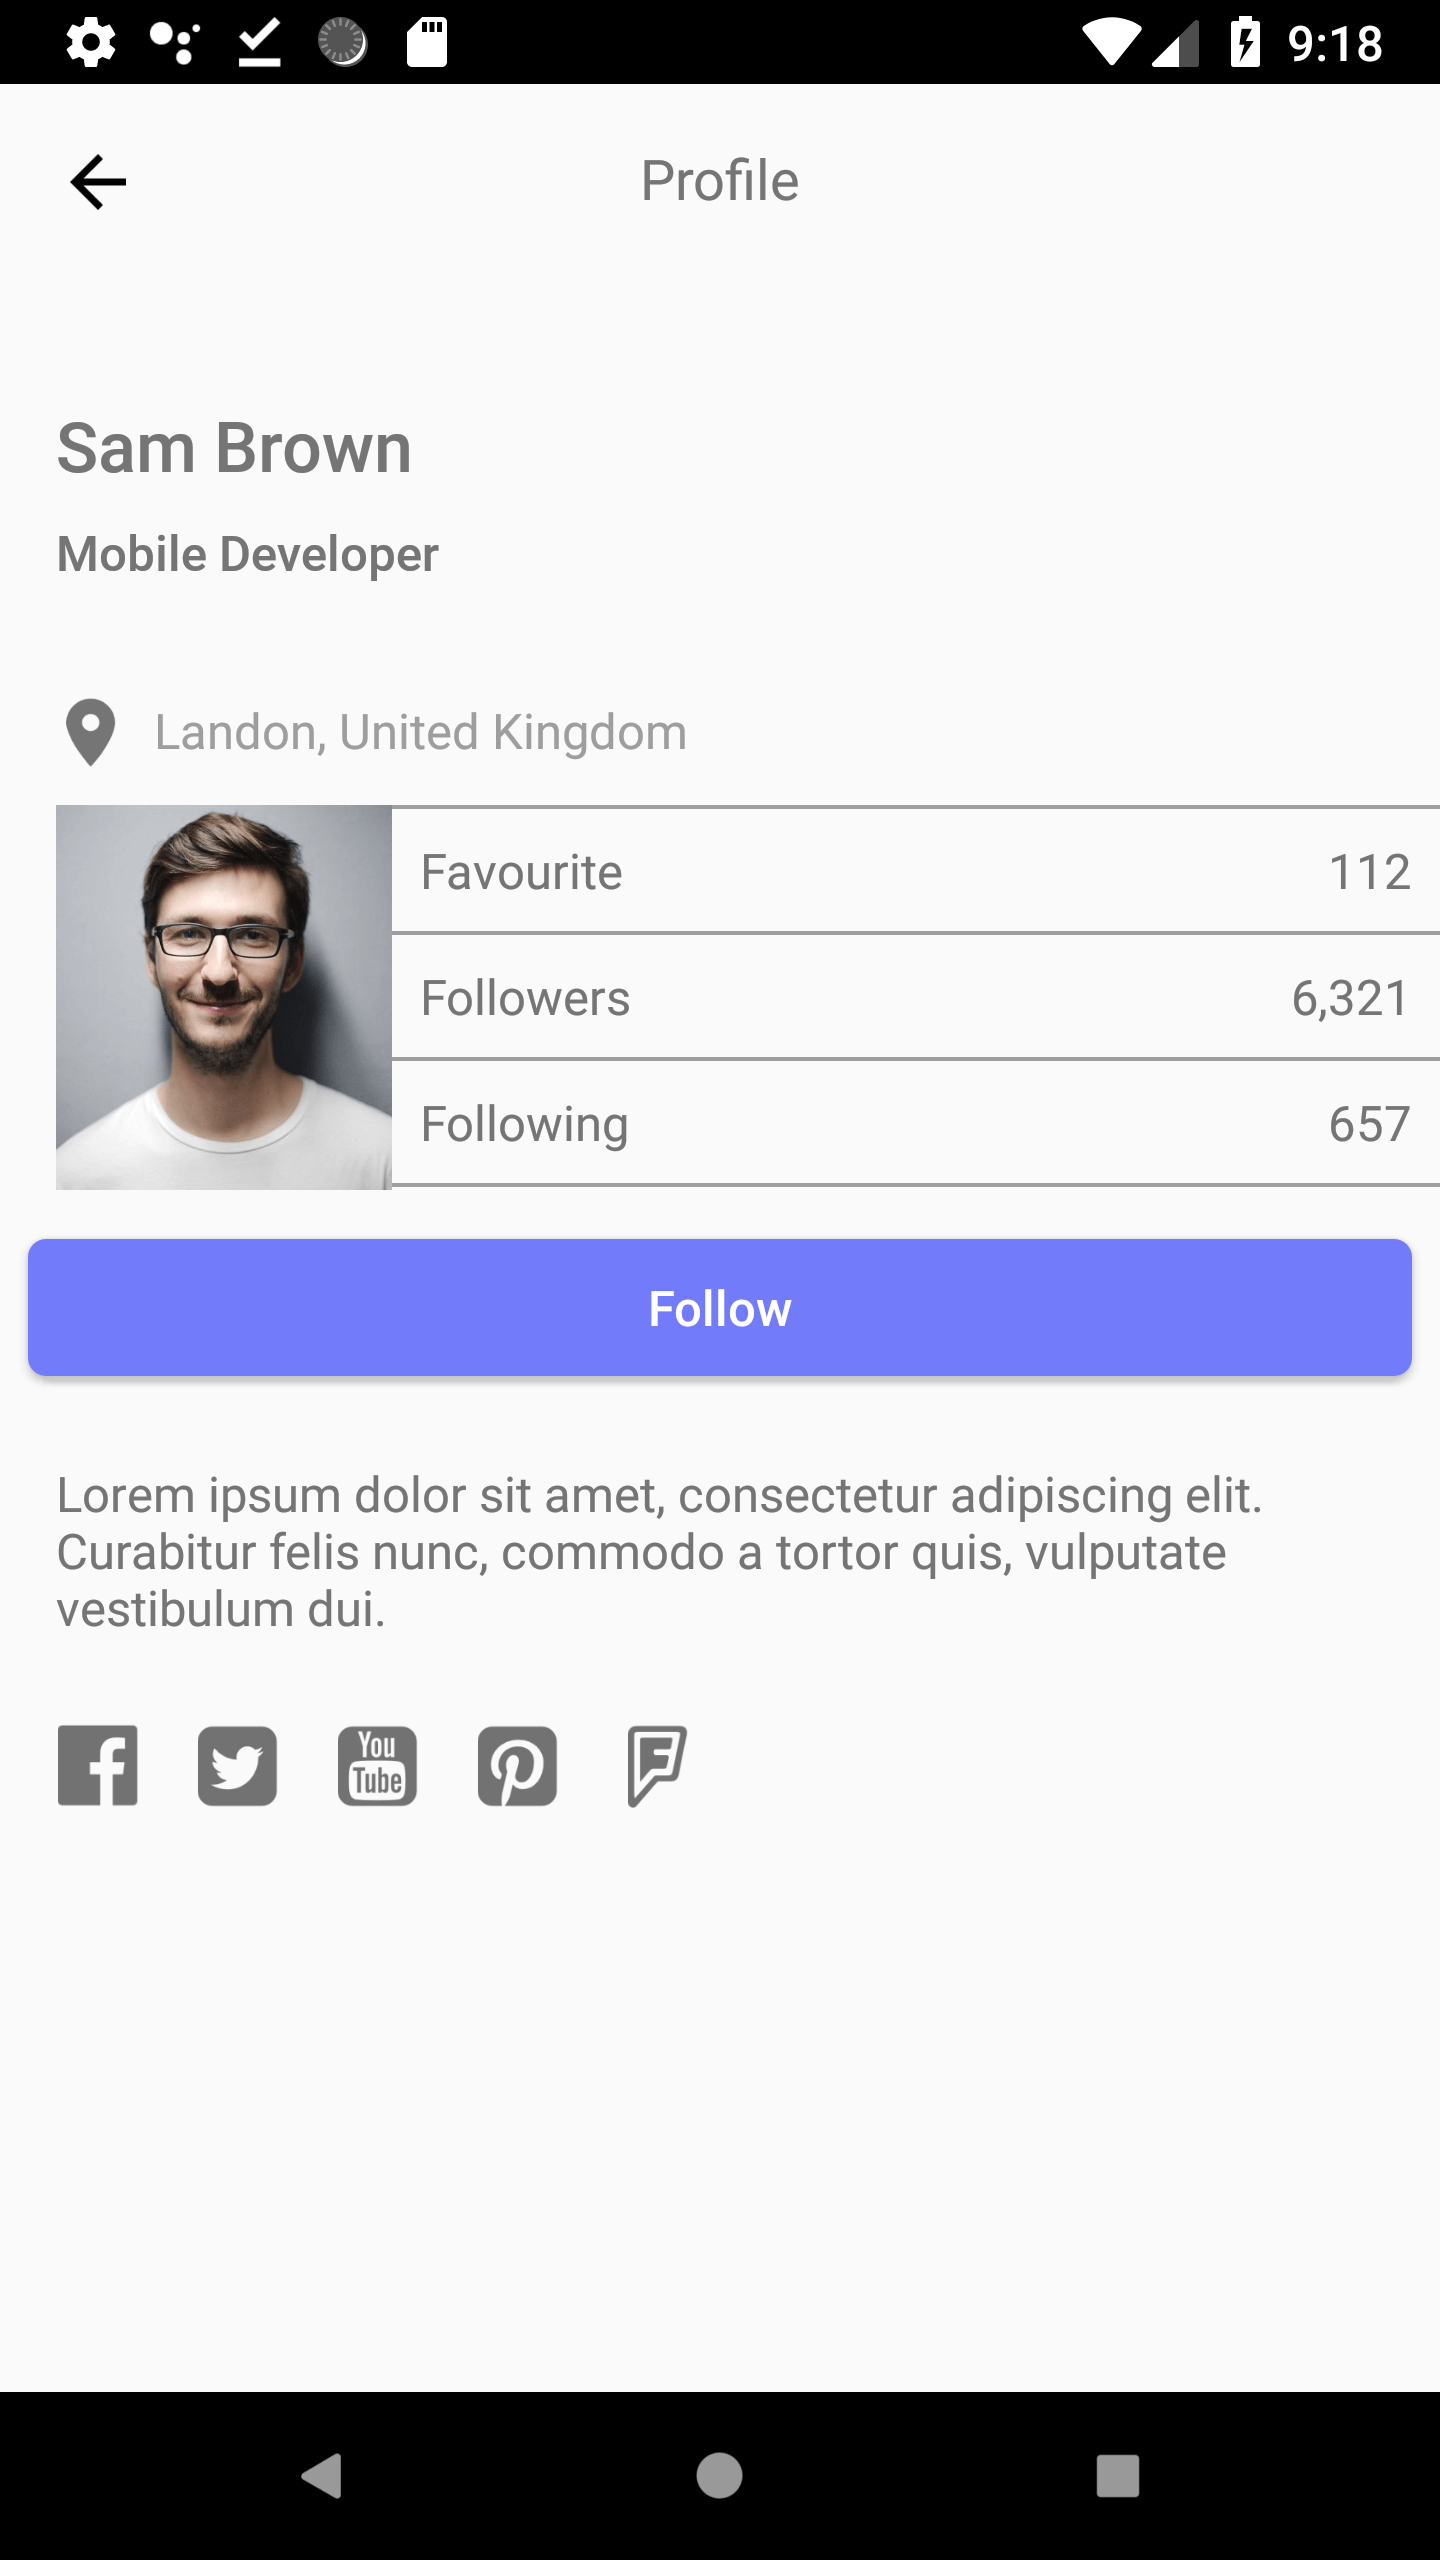 9:18
Profile
Sam Brown
Mobile Developer
Landon, United Kingdom
Favourite 112
Followers 6,321
Following 657
Follow
Lorem ipsum dolor sit amet, consectetur adipiscing elit.
Curabitur felis nunc, commodo a tortor quis, vulputate
vestibulum dui.
You
Tube